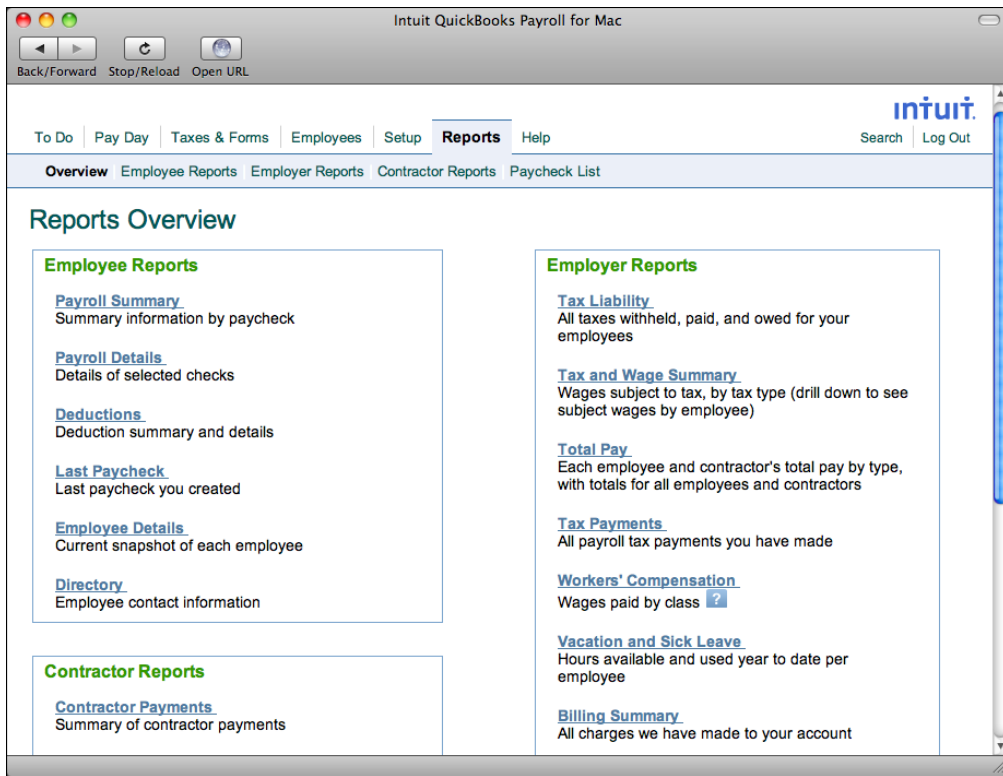 Intuit QuickBooks Payroll for Mac
Back/Forward Stop/Reload Open URL
intuit.
To Do Pay Day Taxes & Forms Employees Setup Reports Help Search Log Out
Overview Employee Reports Employer Reports Contractor Reports Paycheck List
Reports Overview
Employee Reports
Payroll Summary
Summary information by paycheck
Payroll Details
Details of selected checks
Deductions
Deduction summary and details
Last Paycheck
Last paycheck you created
Employee Details
Current snapshot of each employee
Directory
Employee contact information
Contractor Reports
Contractor Payments
Summary of contractor payments
Employer Reports
Tax Liability
All taxes withheld, paid, and owed for your
employees
Tax and Wage Summary
Wages subject to tax, by tax type (drill down to see
subject wages by employee)
Total Pay
Each employee and contractor's total pay by type,
with totals for all employees and contractors
Tax Payments
All payroll tax payments you have made
Workers' Compensation
Wages paid by class ?
Vacation and Sick Leave
Hours available and used year to date per
employee
Billing Summary
All charges we have made to your account